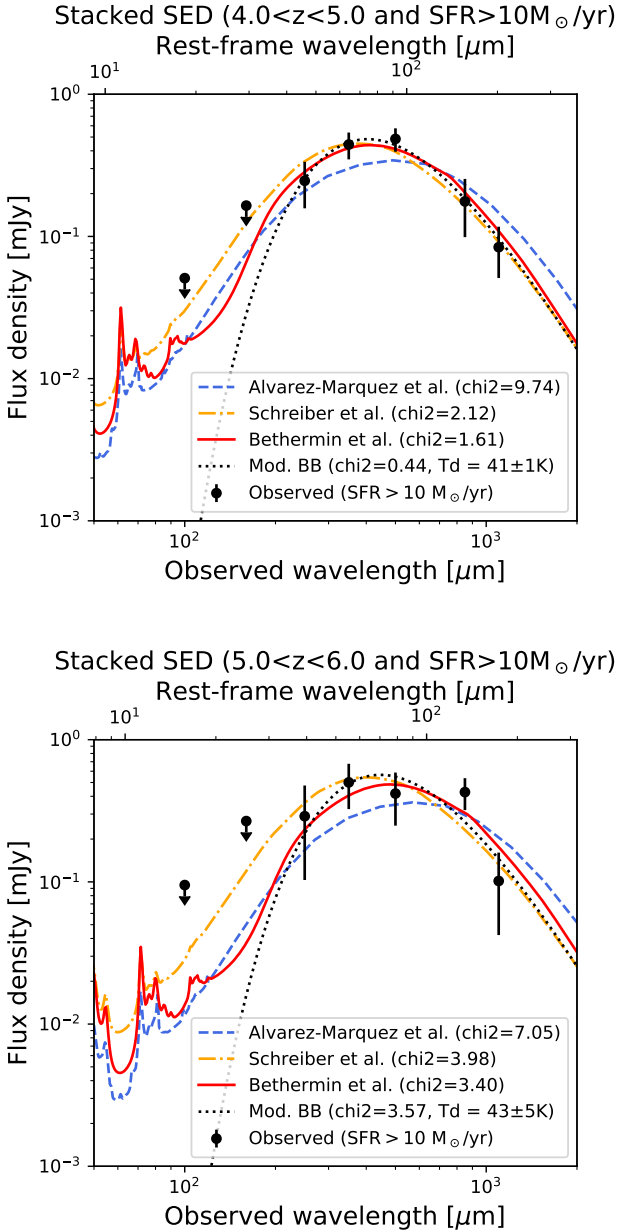 Stacked SED (4.0<z<5.0 and SFR>10M⊙/yr)
Rest-frame wavelength [μm]
10¹ 10²
10⁰
10⁻¹
10⁻²
10⁻³
Flux density [mJy]
Alvarez-Marquez et al. (chi2=9.74)
Schreiber et al. (chi2=2.12)
Bethermin et al. (chi2=1.61)
Mod. BB (chi2=0.44, Td = 41±1K)
Observed (SFR > 10 M⊙/yr)
10² 10³
Observed wavelength [μm]
Stacked SED (5.0<z<6.0 and SFR>10M⊙/yr)
Rest-frame wavelength [μm]
10¹ 10²
10⁰
10⁻¹
10⁻²
10⁻³
Flux density [mJy]
Alvarez-Marquez et al. (chi2=7.05)
Schreiber et al. (chi2=3.98)
Bethermin et al. (chi2=3.40)
Mod. BB (chi2=3.57, Td = 43±5K)
Observed (SFR > 10 M⊙/yr)
10² 10³
Observed wavelength [μm]